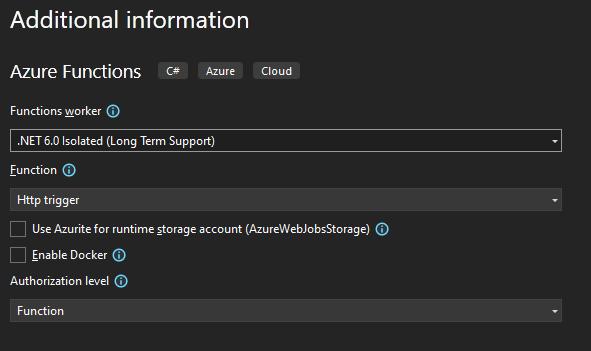 Additional information
Azure Functions C# Azure Cloud
Functions worker
.NET 6.0 Isolated (Long Term Support)
Function
Http trigger
Use Azurite for runtime storage account (AzureWebJobsStorage)
Enable Docker
Authorization level
Function